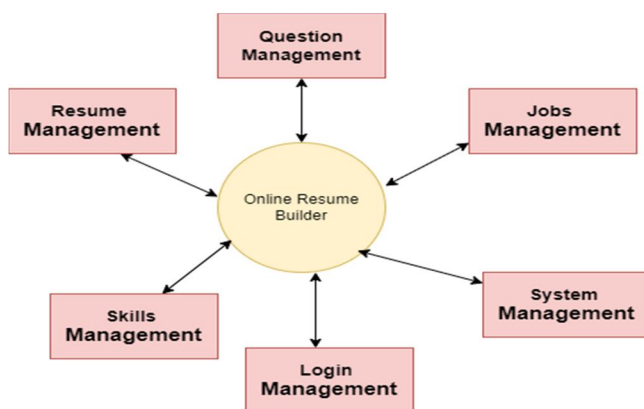 Question
Management
Resume
Management
Jobs
Management
Online Resume
Builder
Skills
Management
System
Management
Login
Management